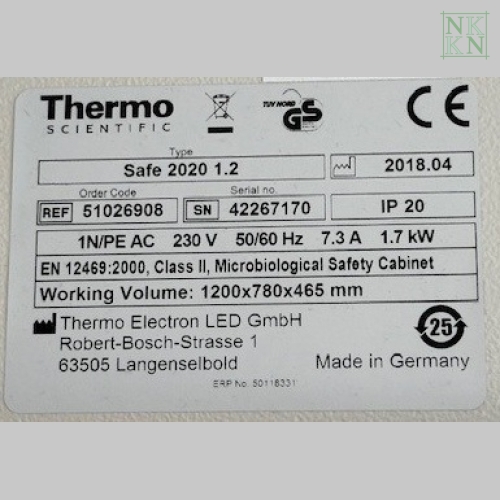 NK
KN
Thermo
SCIENTIFIC
TUV NORD
GS
CE
Type
Safe 2020 1.2
2018.04
Order Code
Serial no.
REF 51026908
SN 42267170
IP 20
1N/PE AC 230 V 50/60 Hz 7.3 A 1.7 kW
EN 12469:2000, Class II, Microbiological Safety Cabinet
Working Volume: 1200x780x465 mm
Thermo Electron LED GmbH
Robert-Bosch-Strasse 1
63505 Langenselbold
25
Made in Germany
ERP No. 50118331